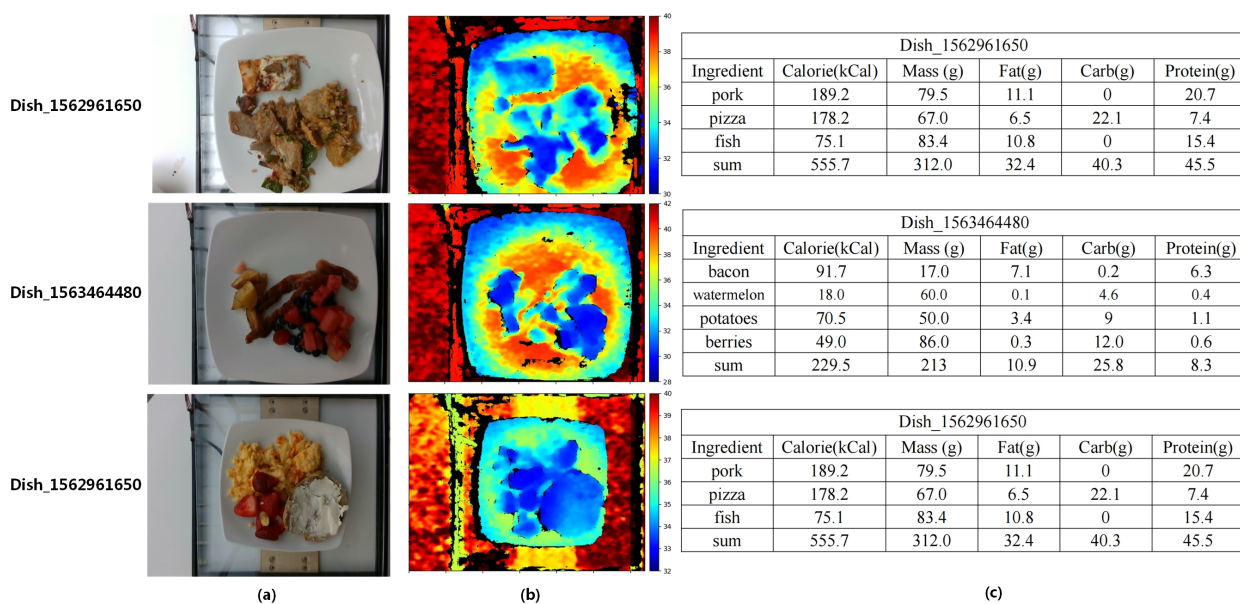 Dish_1562961650
40
38
36
34
32
30
Dish_1562961650
Ingredient Calorie(kCal) Mass (g) Fat(g) Carb(g) Protein(g)
pork 189.2 79.5 11.1 0 20.7
pizza 178.2 67.0 6.5 22.1 7.4
fish 75.1 83.4 10.8 0 15.4
sum 555.7 312.0 32.4 40.3 45.5
Dish_1563464480
42
40
38
36
34
32
30
28
Dish_1563464480
Ingredient Calorie(kCal) Mass (g) Fat(g) Carb(g) Protein(g)
bacon 91.7 17.0 7.1 0.2 6.3
watermelon 18.0 60.0 0.1 4.6 0.4
potatoes 70.5 50.0 3.4 9 1.1
berries 49.0 86.0 0.3 12.0 0.6
sum 229.5 213 10.9 25.8 8.3
Dish_1562961650
40
39
38
37
36
35
34
33
32
Dish_1562961650
Ingredient Calorie(kCal) Mass (g) Fat(g) Carb(g) Protein(g)
pork 189.2 79.5 11.1 0 20.7
pizza 178.2 67.0 6.5 22.1 7.4
fish 75.1 83.4 10.8 0 15.4
sum 555.7 312.0 32.4 40.3 45.5
(a) (b) (c)